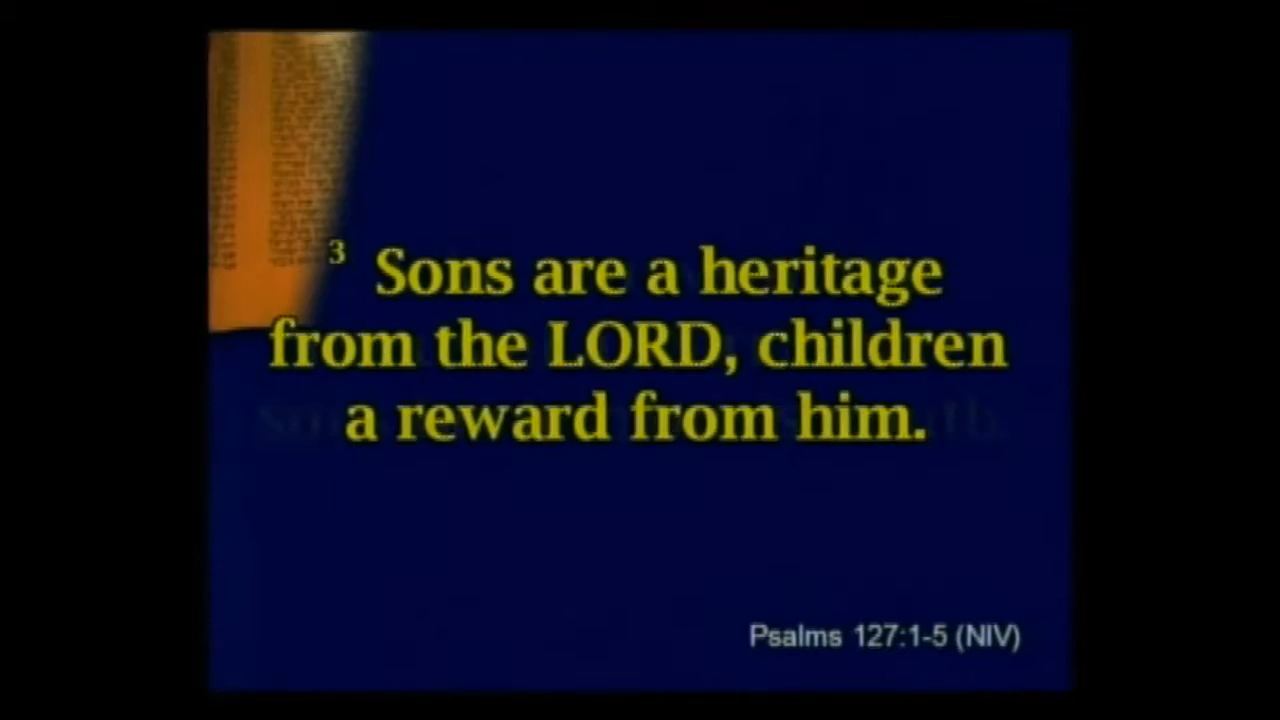 3 Sons are a heritage
from the LORD, children
a reward from him.
Psalms 127:1-5 (NIV)